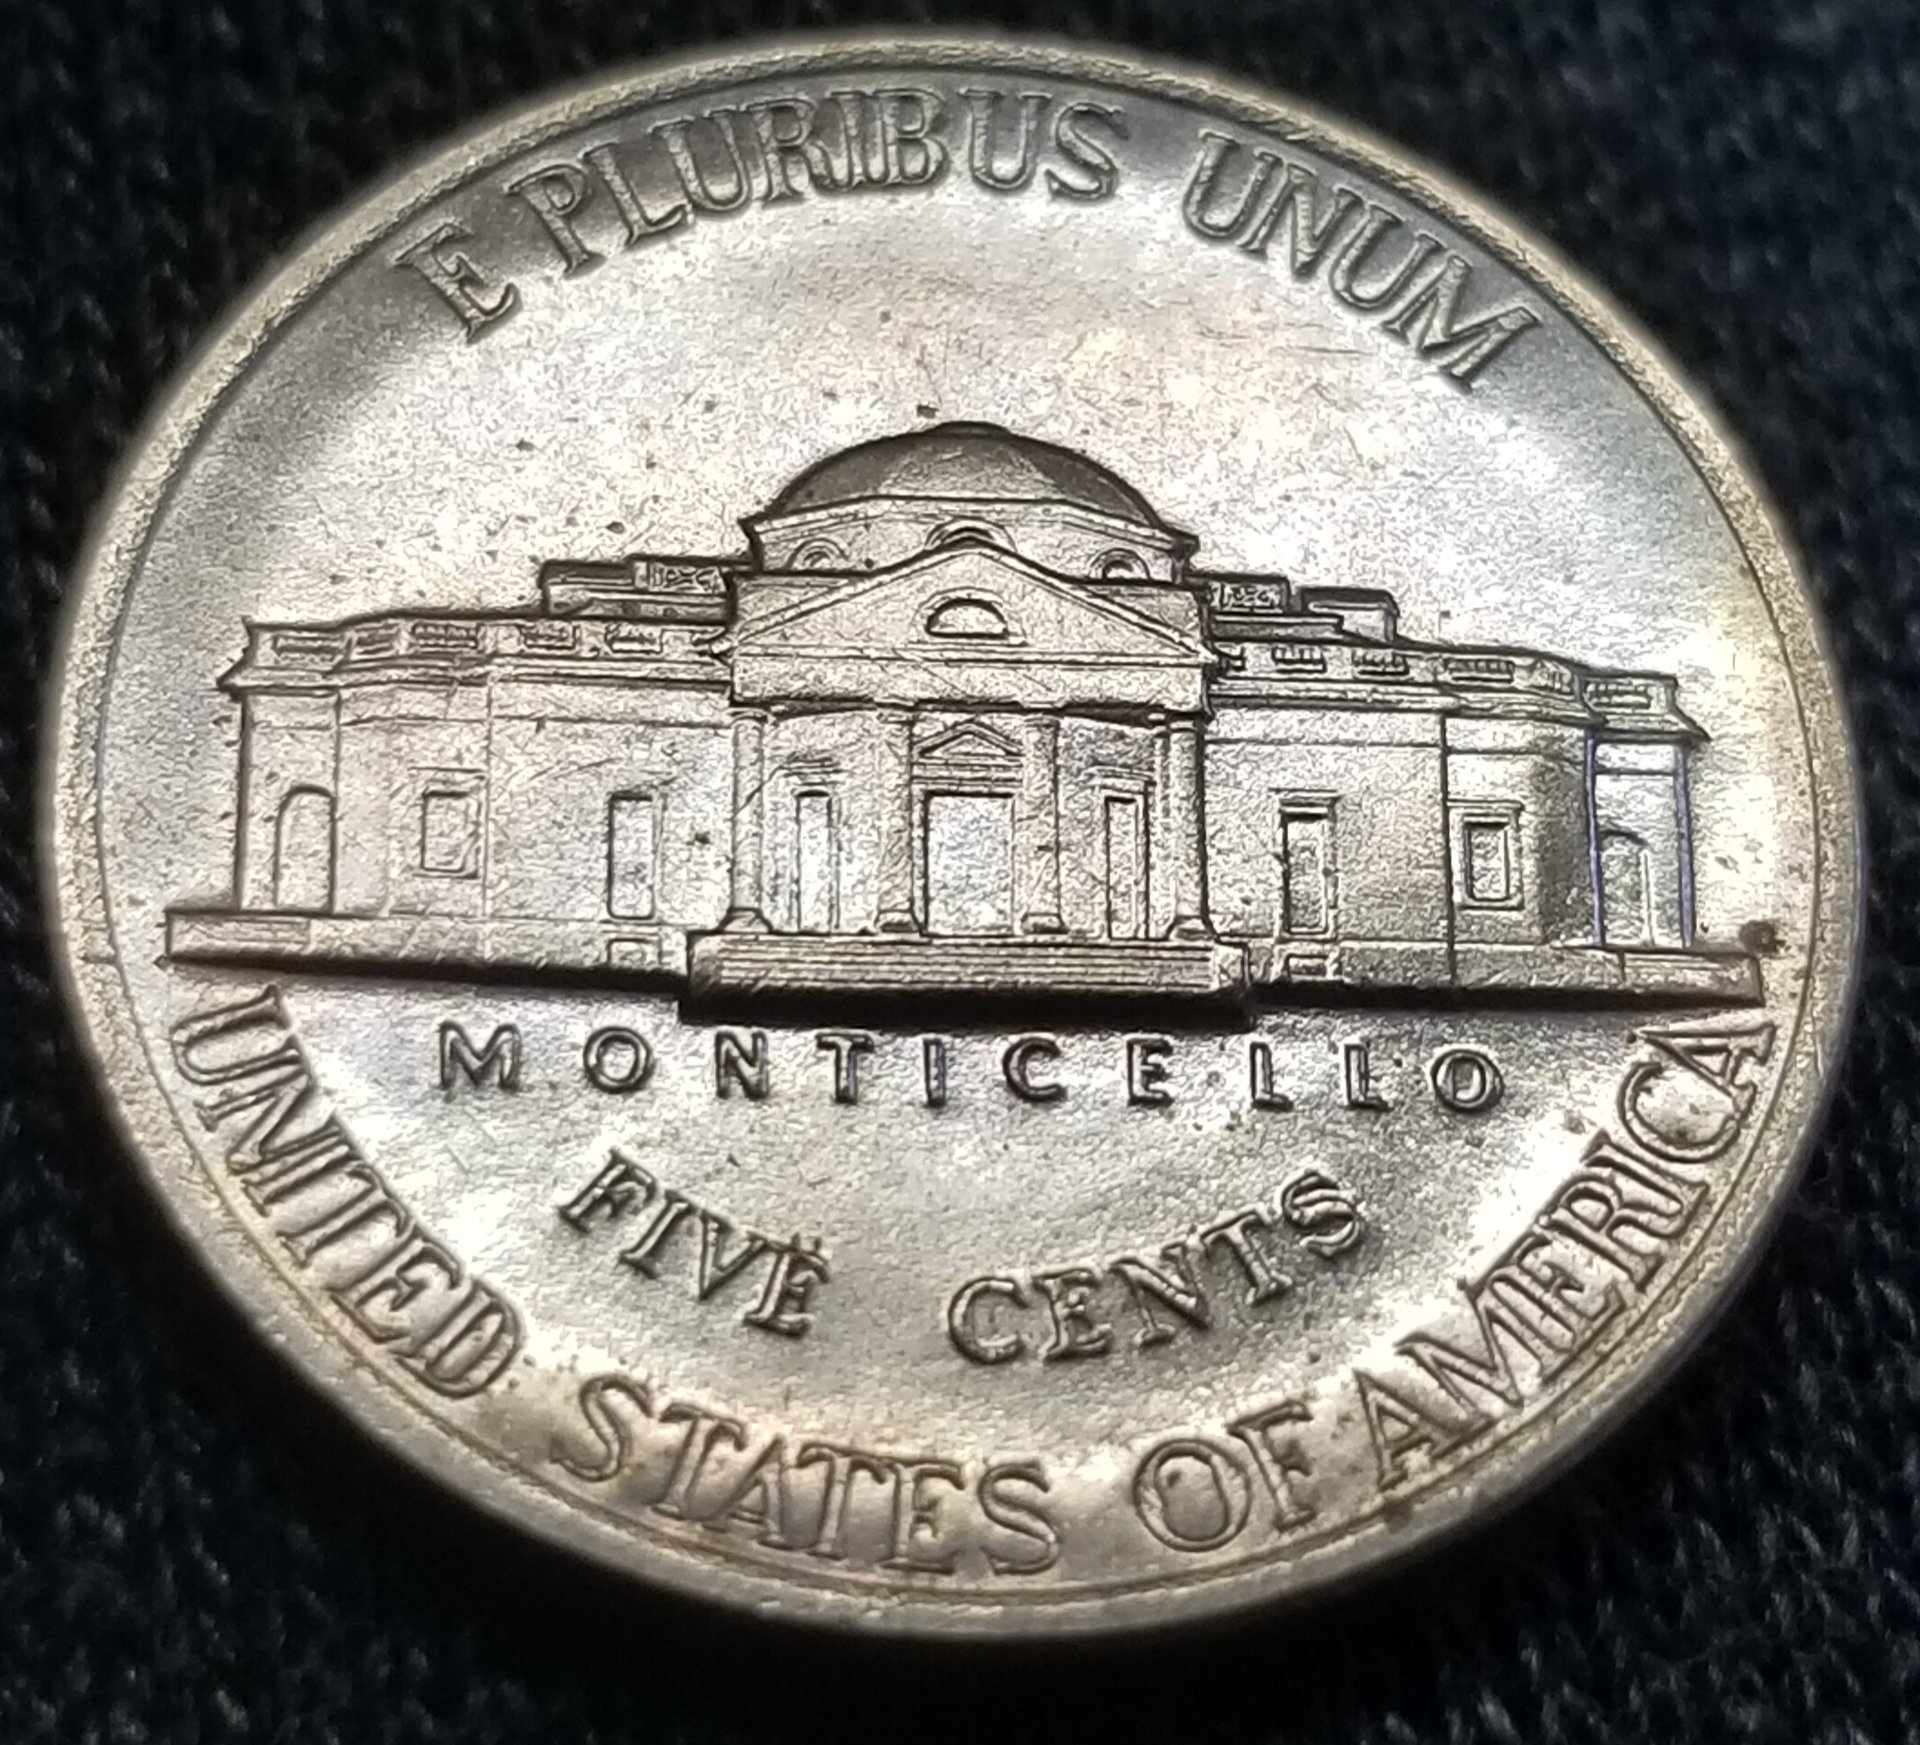 E PLURIBUS UNUM
MONTICELLO
FIVE CENTS
UNITED STATES OF AMERICA